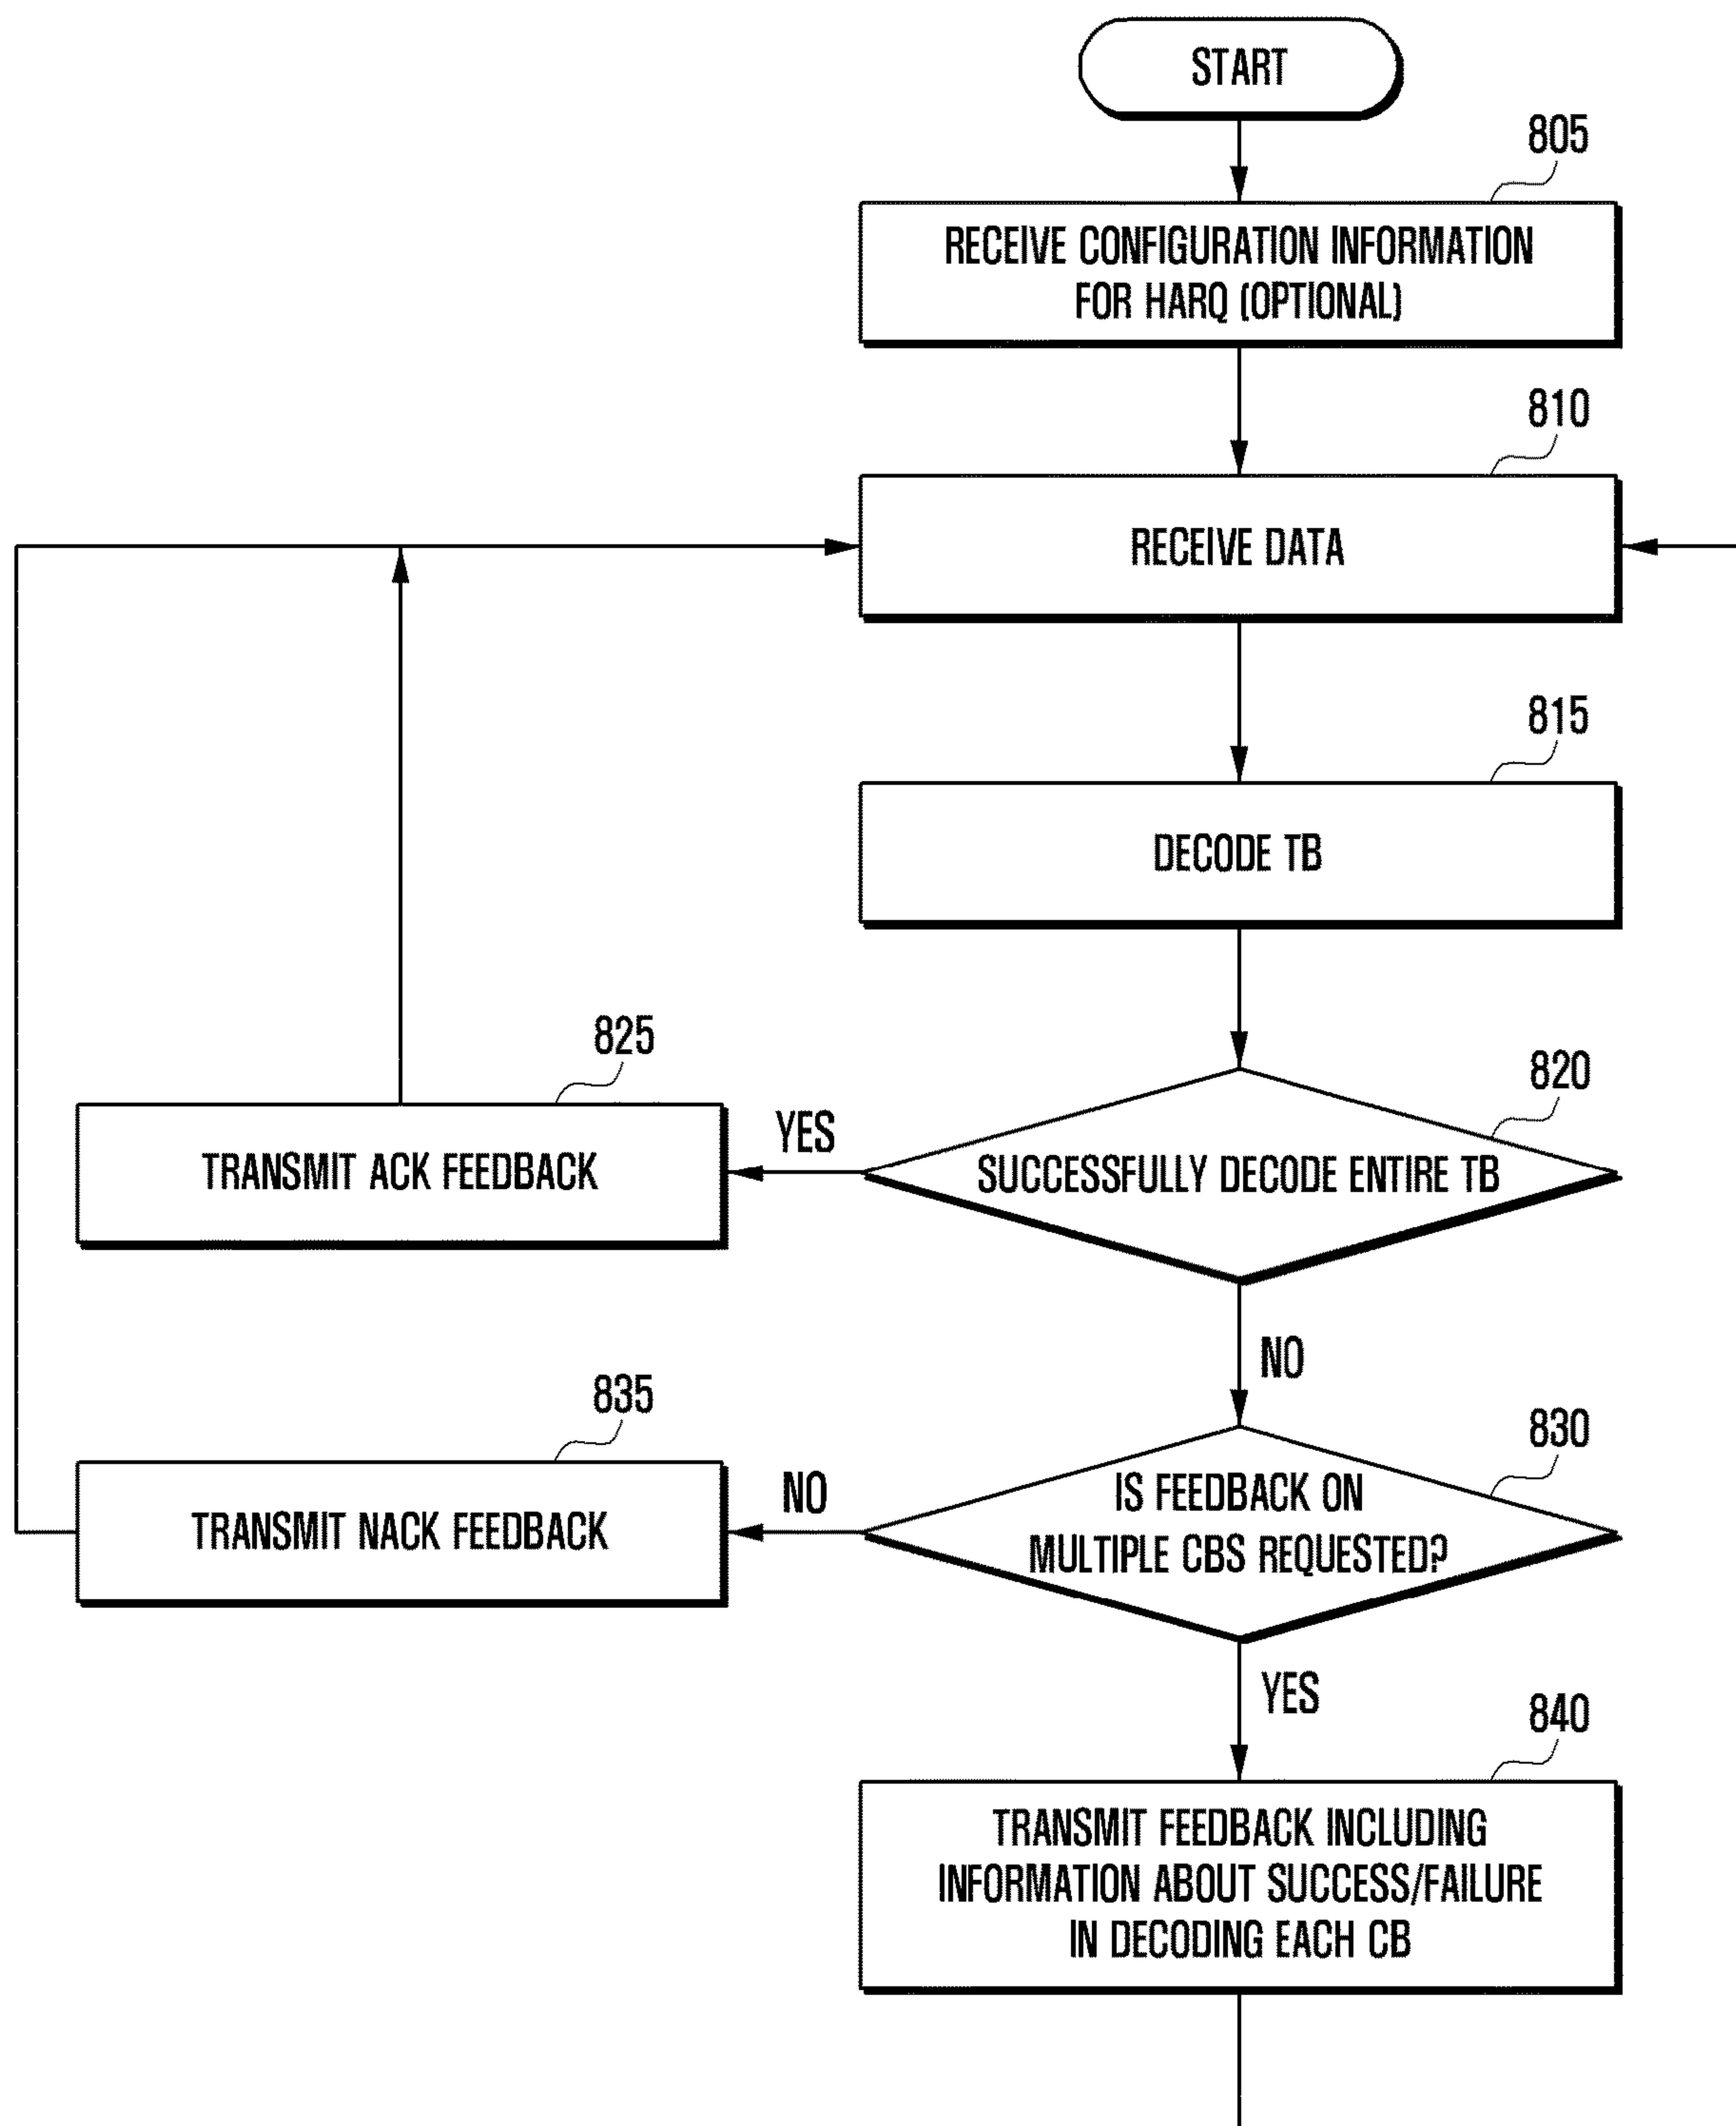 START
805
RECEIVE CONFIGURATION INFORMATION
FOR HARQ (OPTIONAL)
810
RECEIVE DATA
815
DECODE TB
825
820
TRANSMIT ACK FEEDBACK
YES
SUCCESSFULLY DECODE ENTIRE TB
NO
835
830
TRANSMIT NACK FEEDBACK
NO
IS FEEDBACK ON
MULTIPLE CBS REQUESTED?
YES
840
TRANSMIT FEEDBACK INCLUDING
INFORMATION ABOUT SUCCESS/FAILURE
IN DECODING EACH CB